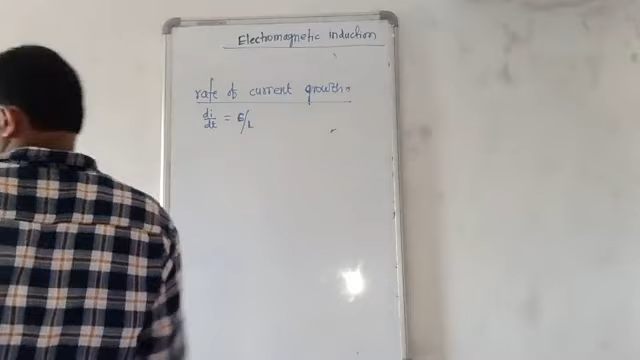 Electromagnetic Induction
rate of current growth:
di/dt = E/L